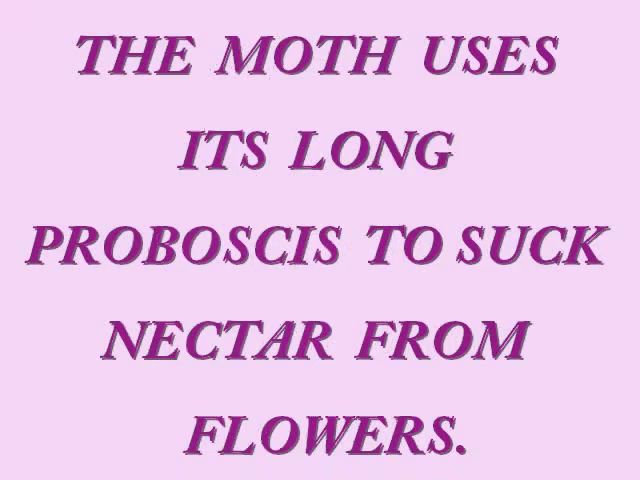 THE MOTH USES
ITS LONG
PROBOSCIS TO SUCK
NECTAR FROM
FLOWERS.